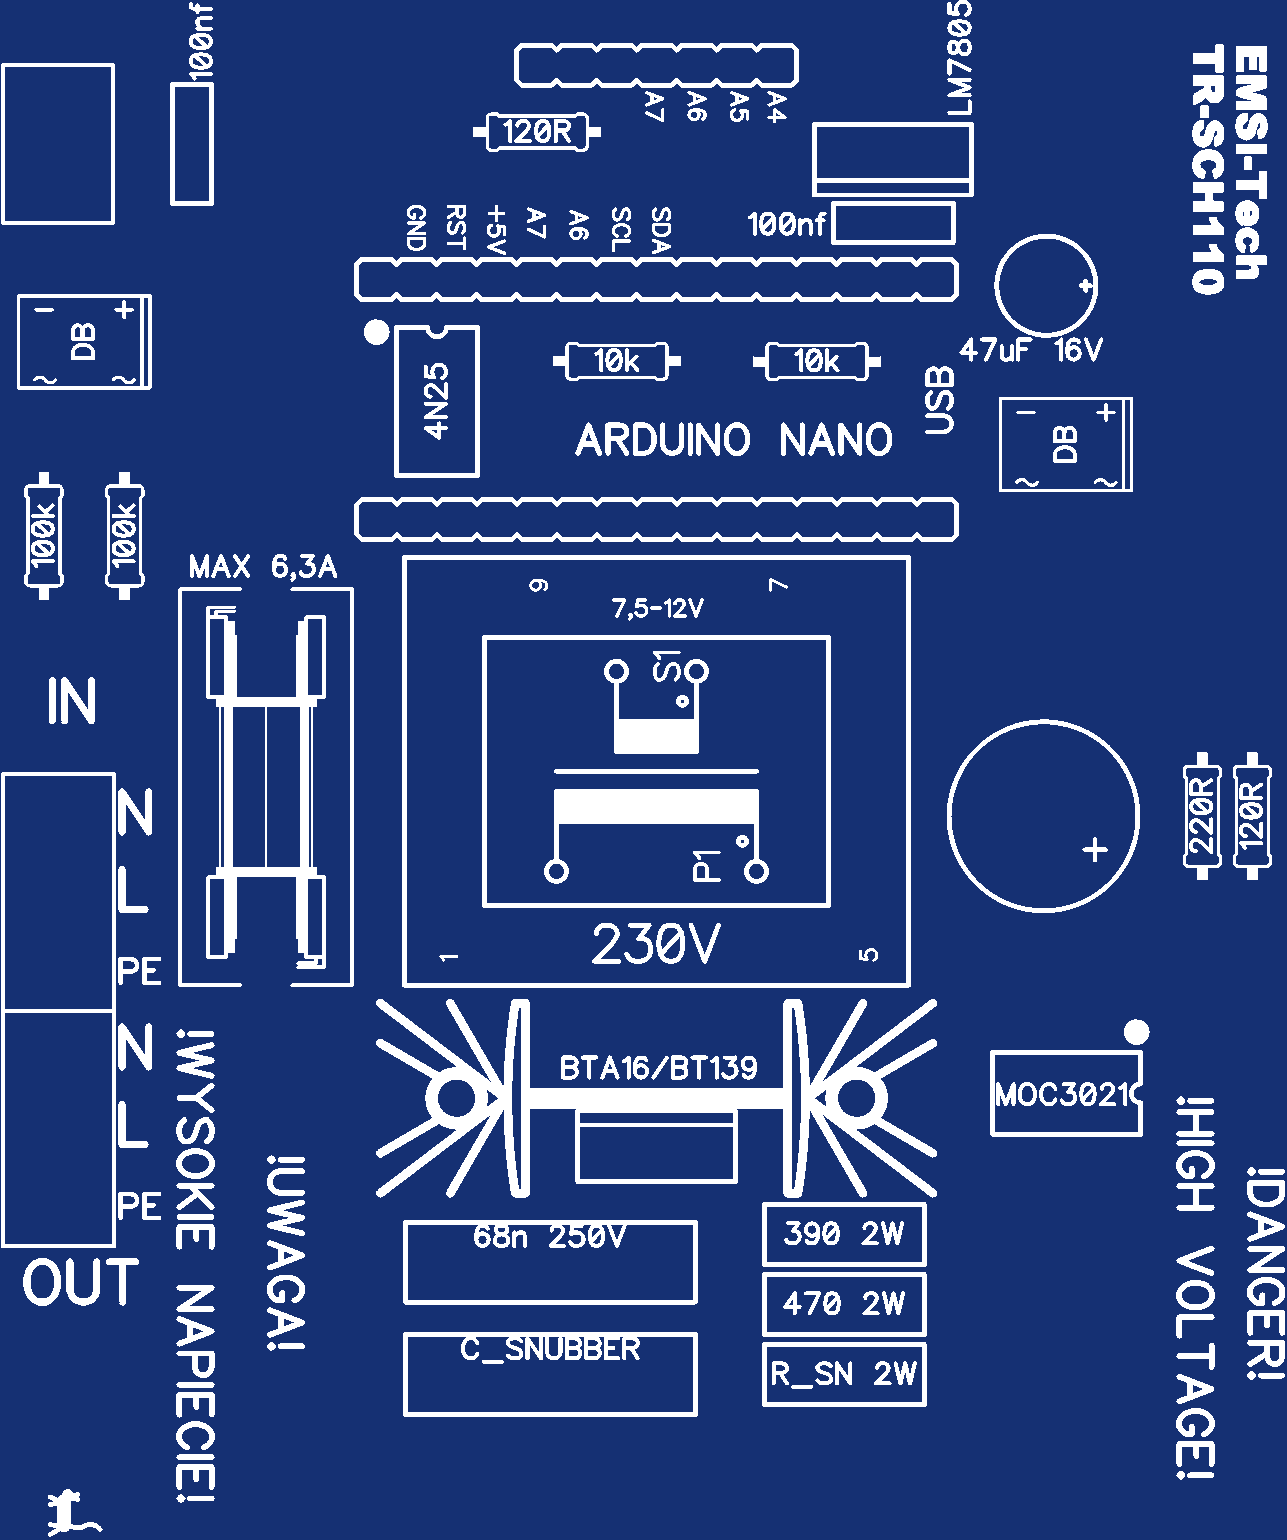 100nf
LM7805
EMSI-Tech
TR-SCH110
A7
A6
A5
A4
120R
GND
RST
+5V
A7
A6
SCL
SDA
100nf
+
47uF 16V
- +
DB
~ ~
4N25
10k
10k
USB
ARDUINO NANO
- +
DB
~ ~
100k
100k
MAX 6,3A
9
7
7,5-12V
S1
IN
N
L
PE
P1
230V
1
5
+
220R
120R
N
L
PE
OUT
!WYSOKIE NAPIECIE!
!UWAGA!
BTA16/BT139
MOC3021
68n 250V
390 2W
470 2W
C_SNUBBER
R_SN 2W
!HIGH VOLTAGE!
!DANGER!